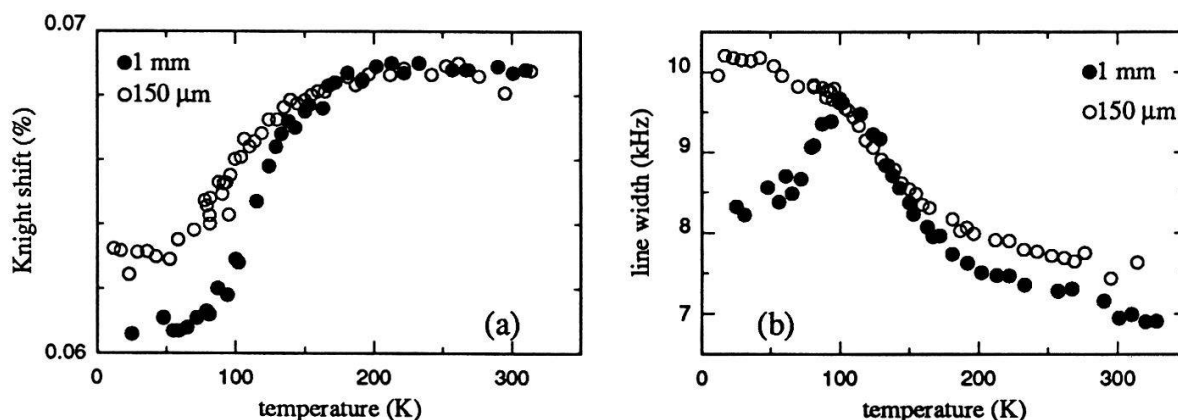 0.07
1 mm
150 μm
Knight shift (%)
(a)
0.06
0 100 200 300
temperature (K)
10
1 mm
150 μm
9
line width (kHz)
8
7
(b)
0 100 200 300
temperature (K)